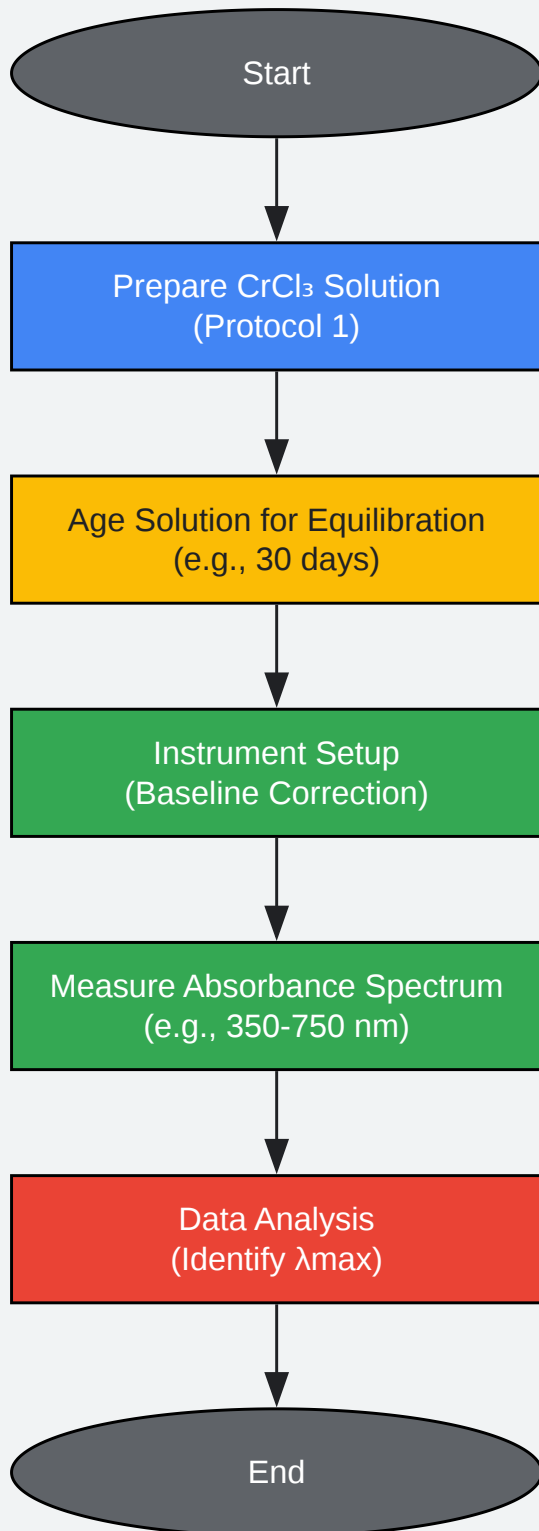 Start
Prepare CrCl₃ Solution
(Protocol 1)
Age Solution for Equilibration
(e.g., 30 days)
Instrument Setup
(Baseline Correction)
Measure Absorbance Spectrum
(e.g., 350-750 nm)
Data Analysis
(Identify λmax)
End